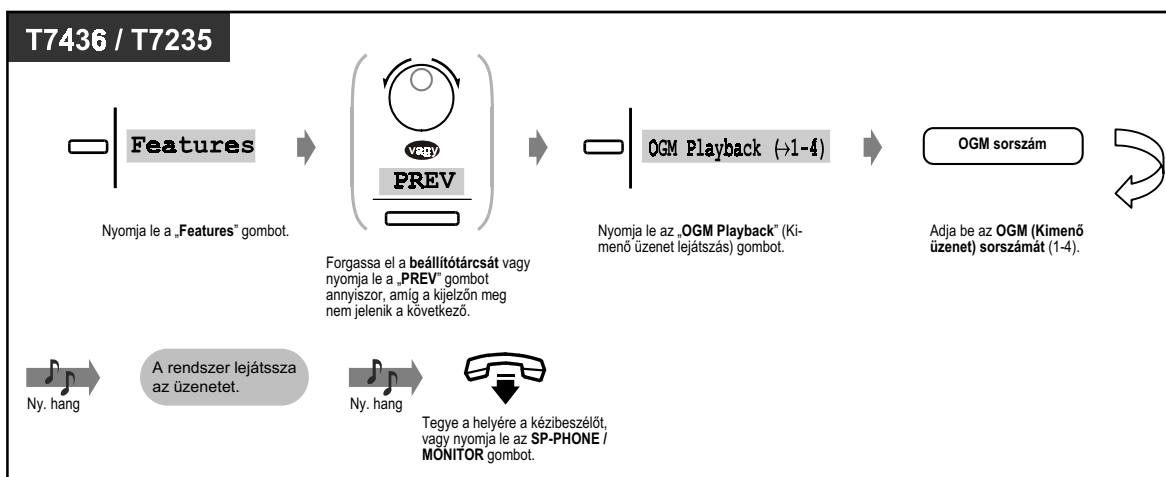 T7436 / T7235
Features
vagy
PREV
OGM Playback (→1-4)
OGM sorszám
Nyomja le a „Features” gombot.
Forgassa el a beállítótárcsát vagy
nyomja le a „PREV” gombot
annyiszor, amíg a kijelzőn meg
nem jelenik a következő.
Nyomja le az „OGM Playback” (Ki-
menő üzenet lejátszás) gombot.
Adja be az OGM (Kimenő
üzenet) sorszámát (1-4).
Ny. hang
A rendszer lejátssza
az üzenetet.
Ny. hang
Tegye a helyére a kézibeszélőt,
vagy nyomja le az SP-PHONE /
MONITOR gombot.